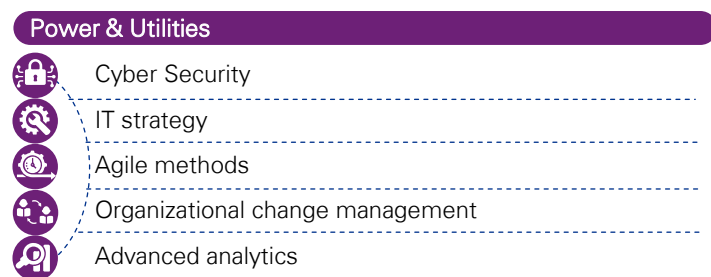 Power & Utilities
Cyber Security
IT strategy
Agile methods
Organizational change management
Advanced analytics